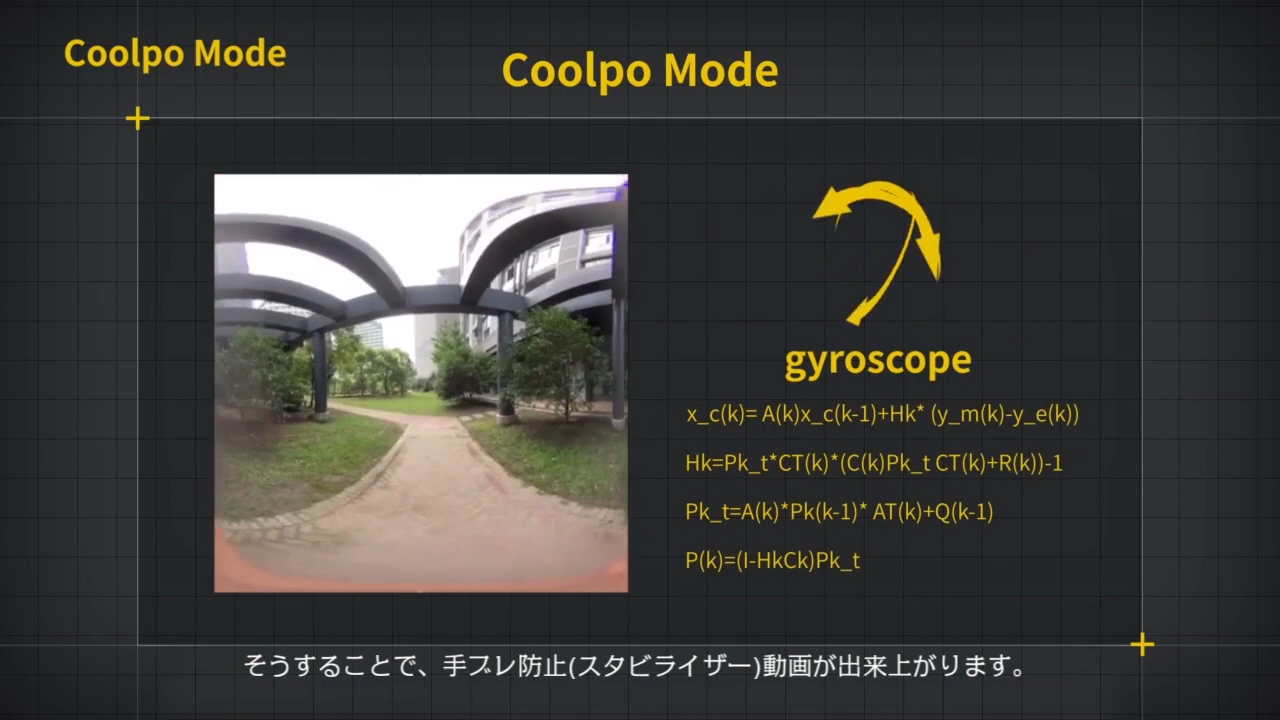 Coolpo Mode
Coolpo Mode
gyroscope
x_c(k)= A(k)x_c(k-1)+Hk* (y_m(k)-y_e(k))
Hk=Pk_t*CT(k)*(C(k)Pk_t CT(k)+R(k))-1
Pk_t=A(k)*Pk(k-1)* AT(k)+Q(k-1)
P(k)=(I-HkCk)Pk_t
そうすることで、手ブレ防止(スタビライザー)動画が出来上がります。